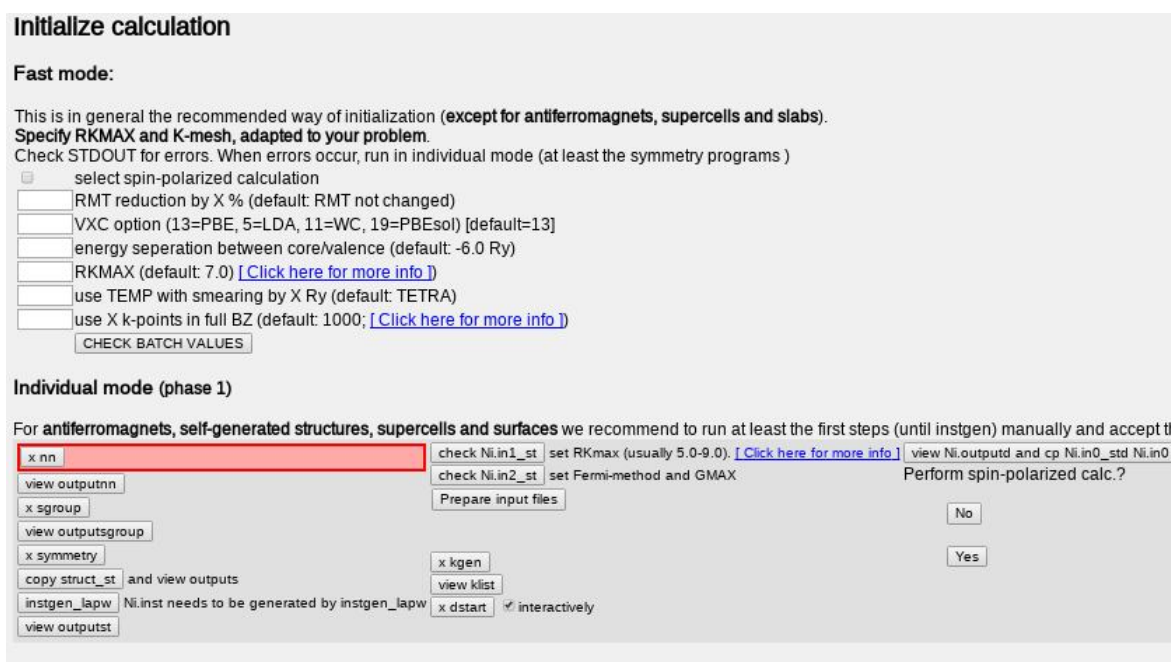 Initialize calculation
Fast mode:
This is in general the recommended way of initialization (except for antiferromagnets, supercells and slabs).
Specify RKMAX and K-mesh, adapted to your problem.
Check STDOUT for errors. When errors occur, run in individual mode (at least the symmetry programs )
select spin-polarized calculation
RMT reduction by X % (default: RMT not changed)
VXC option (13=PBE, 5=LDA, 11=WC, 19=PBEsol) [default=13]
energy seperation between core/valence (default: -6.0 Ry)
RKMAX (default: 7.0) [ Click here for more info ])
use TEMP with smearing by X Ry (default: TETRA)
use X k-points in full BZ (default: 1000; [ Click here for more info ])
CHECK BATCH VALUES
Individual mode (phase 1)
For antiferromagnets, self-generated structures, supercells and surfaces we recommend to run at least the first steps (until instgen) manually and accept th
x nn
view outputnn
x sgroup
view outputsgroup
x symmetry
copy struct_st and view outputs
instgen_lapw Ni.inst needs to be generated by instgen_lapw
view outputst
check Ni.in1_st set RKmax (usually 5.0-9.0). [ Click here for more info ]
check Ni.in2_st set Fermi-method and GMAX
Prepare input files
x kgen
view klist
x dstart interactively
view Ni.outputd and cp Ni.in0_std Ni.in0
Perform spin-polarized calc.?
No
Yes